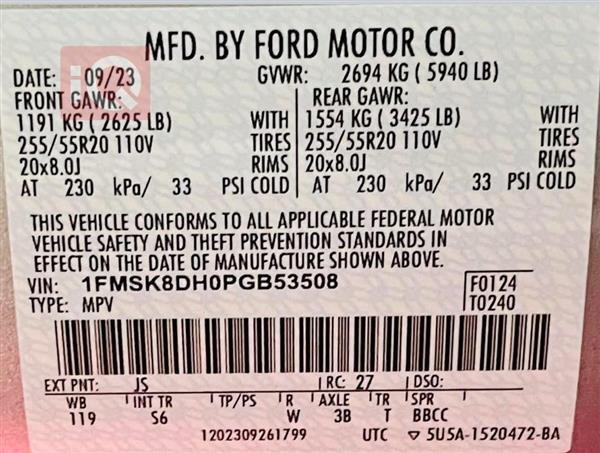 MFD. BY FORD MOTOR CO.
DATE: 09/23 GVWR: 2694 KG ( 5940 LB)
FRONT GAWR: REAR GAWR:
1191 KG ( 2625 LB) WITH 1554 KG ( 3425 LB) WITH
255/55R20 110V TIRES 255/55R20 110V TIRES
20x8.0J RIMS 20x8.0J RIMS
AT 230 kPa/ 33 PSI COLD AT 230 kPa/ 33 PSI COLD
THIS VEHICLE CONFORMS TO ALL APPLICABLE FEDERAL MOTOR
VEHICLE SAFETY AND THEFT PREVENTION STANDARDS IN
EFFECT ON THE DATE OF MANUFACTURE SHOWN ABOVE.
VIN: 1FMSK8DH0PGB53508 F0124
TYPE: MPV T0240
EXT PNT: JS RC: 27 DSO:
WB INT TR TP/PS R AXLE TR SPR
119 S6 W 3B T BBCC
1202309261799 UTC ▽ 5U5A-1520472-BA